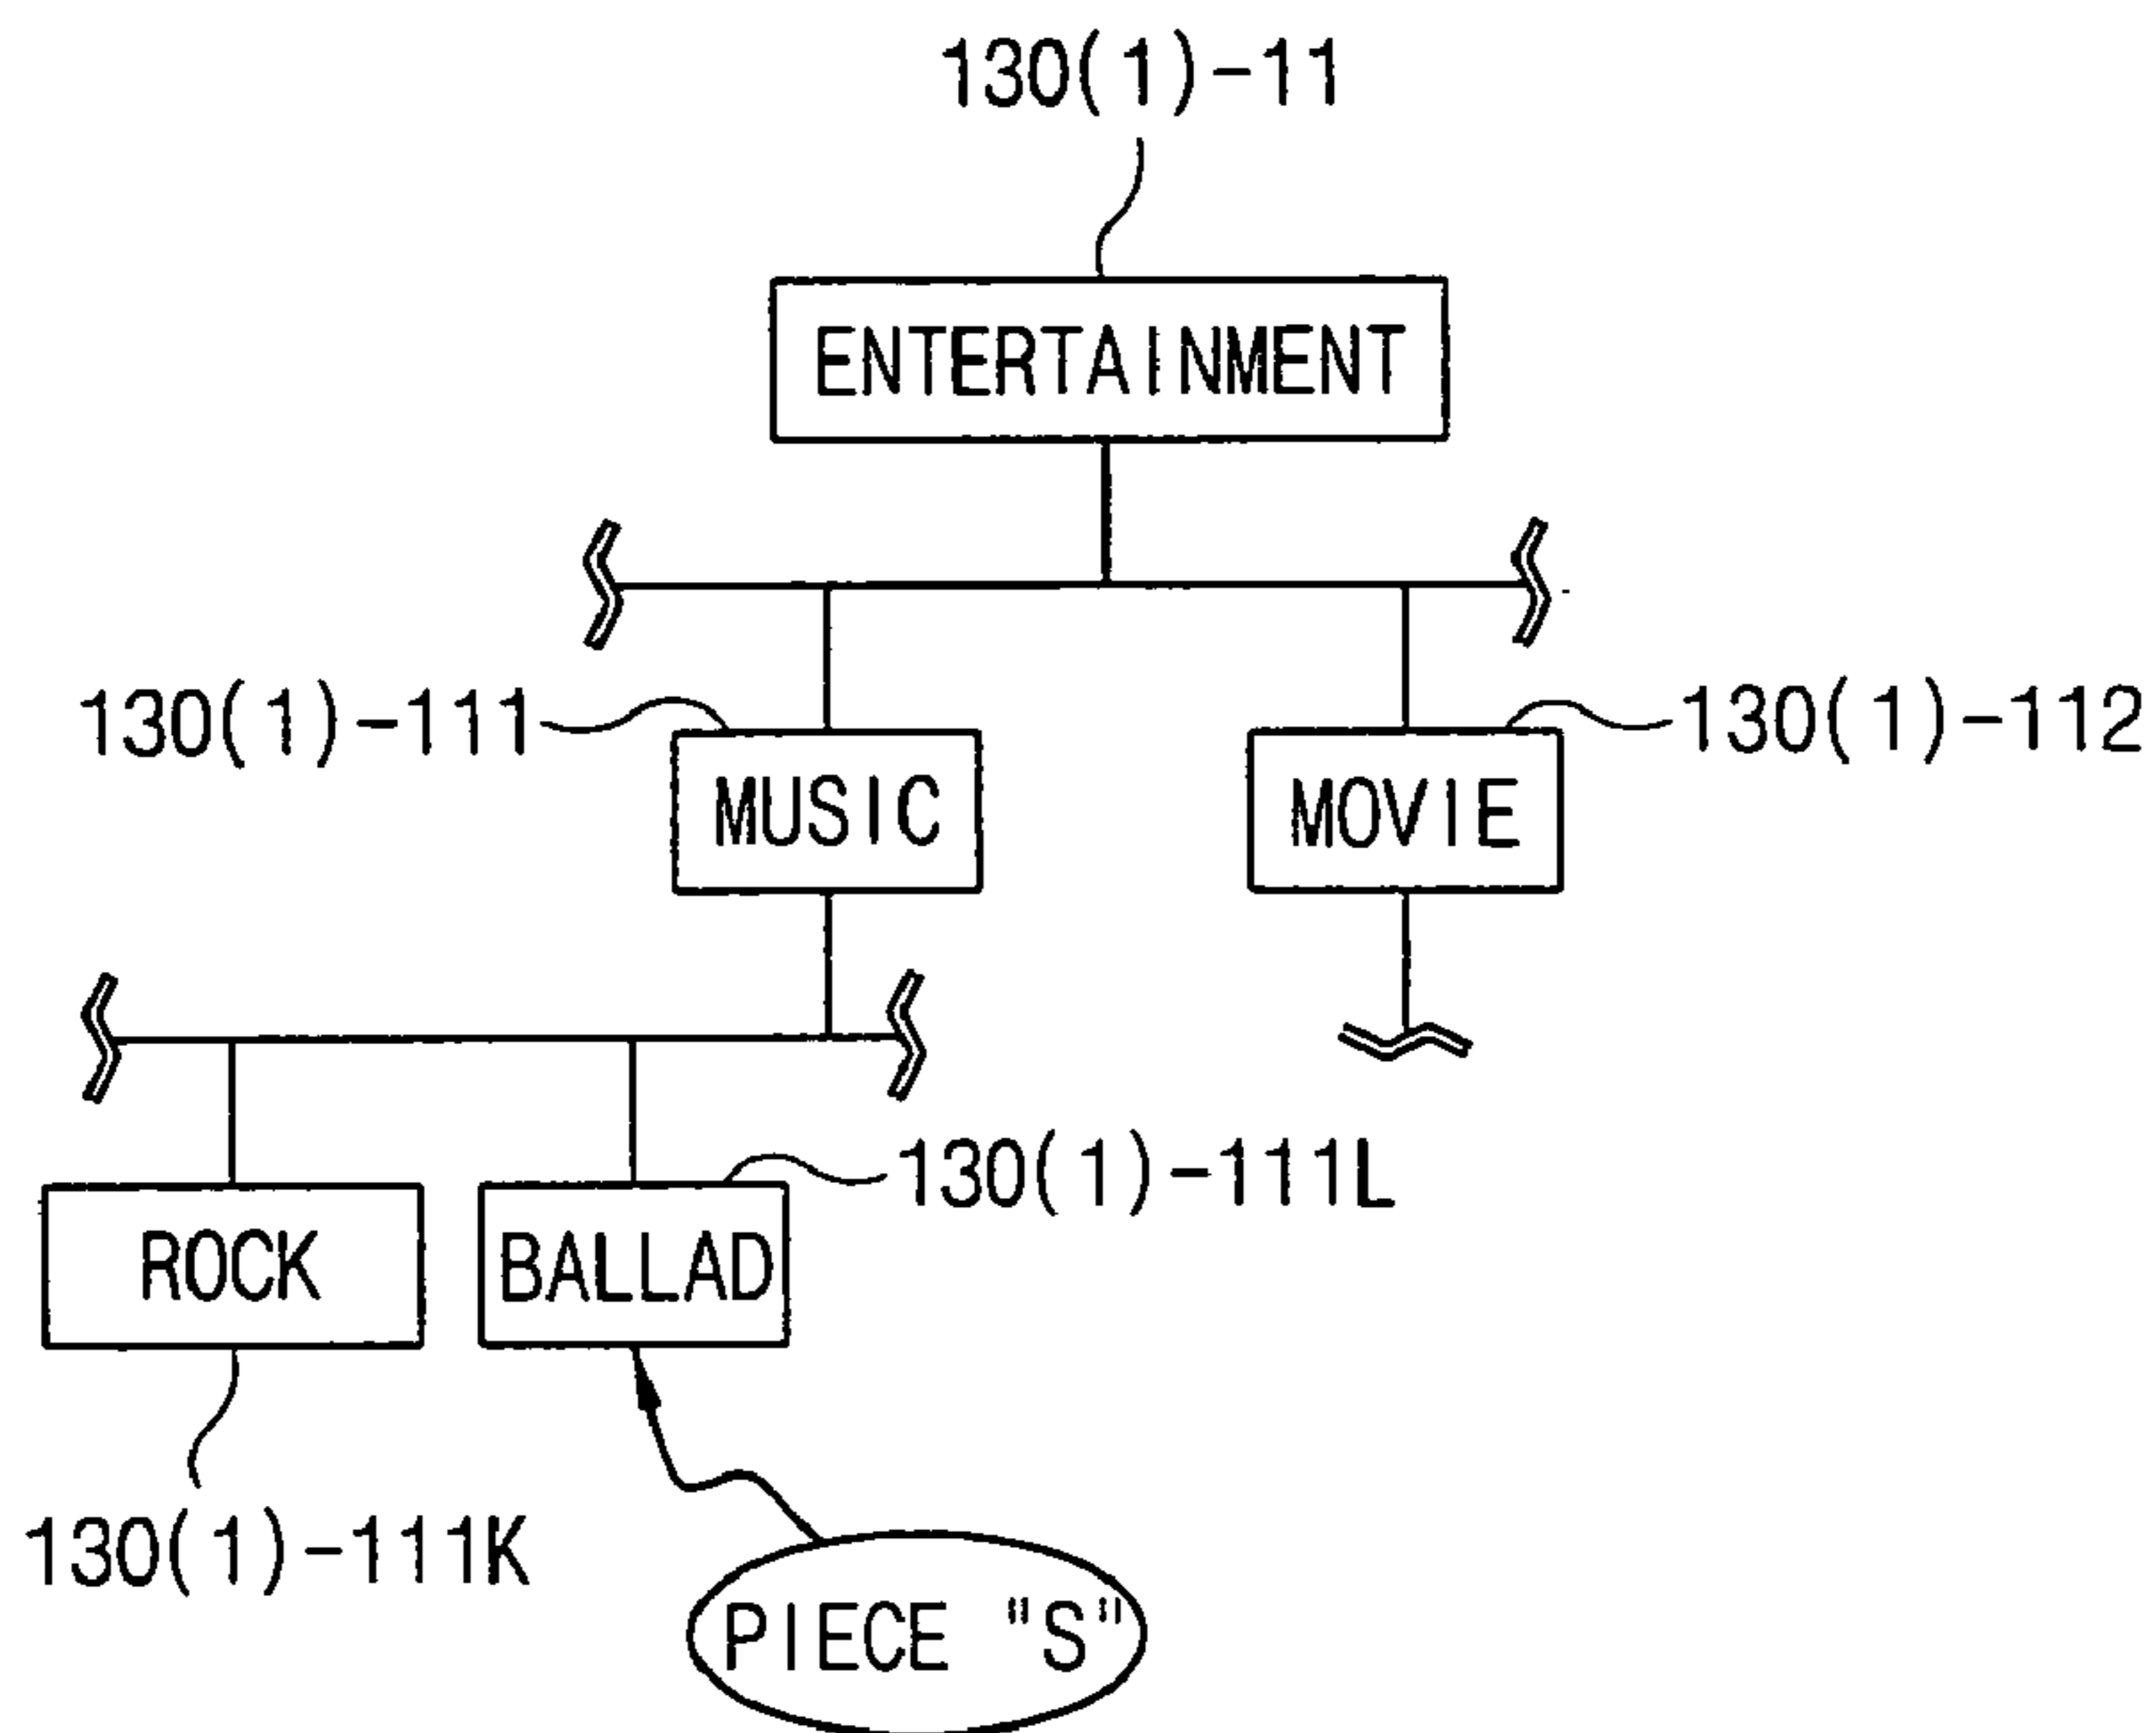 130(1)-11
ENTERTAINMENT
130(1)-111
130(1)-112
MUSIC
MOVIE
130(1)-111L
ROCK
BALLAD
130(1)-111K
PIECE "S"